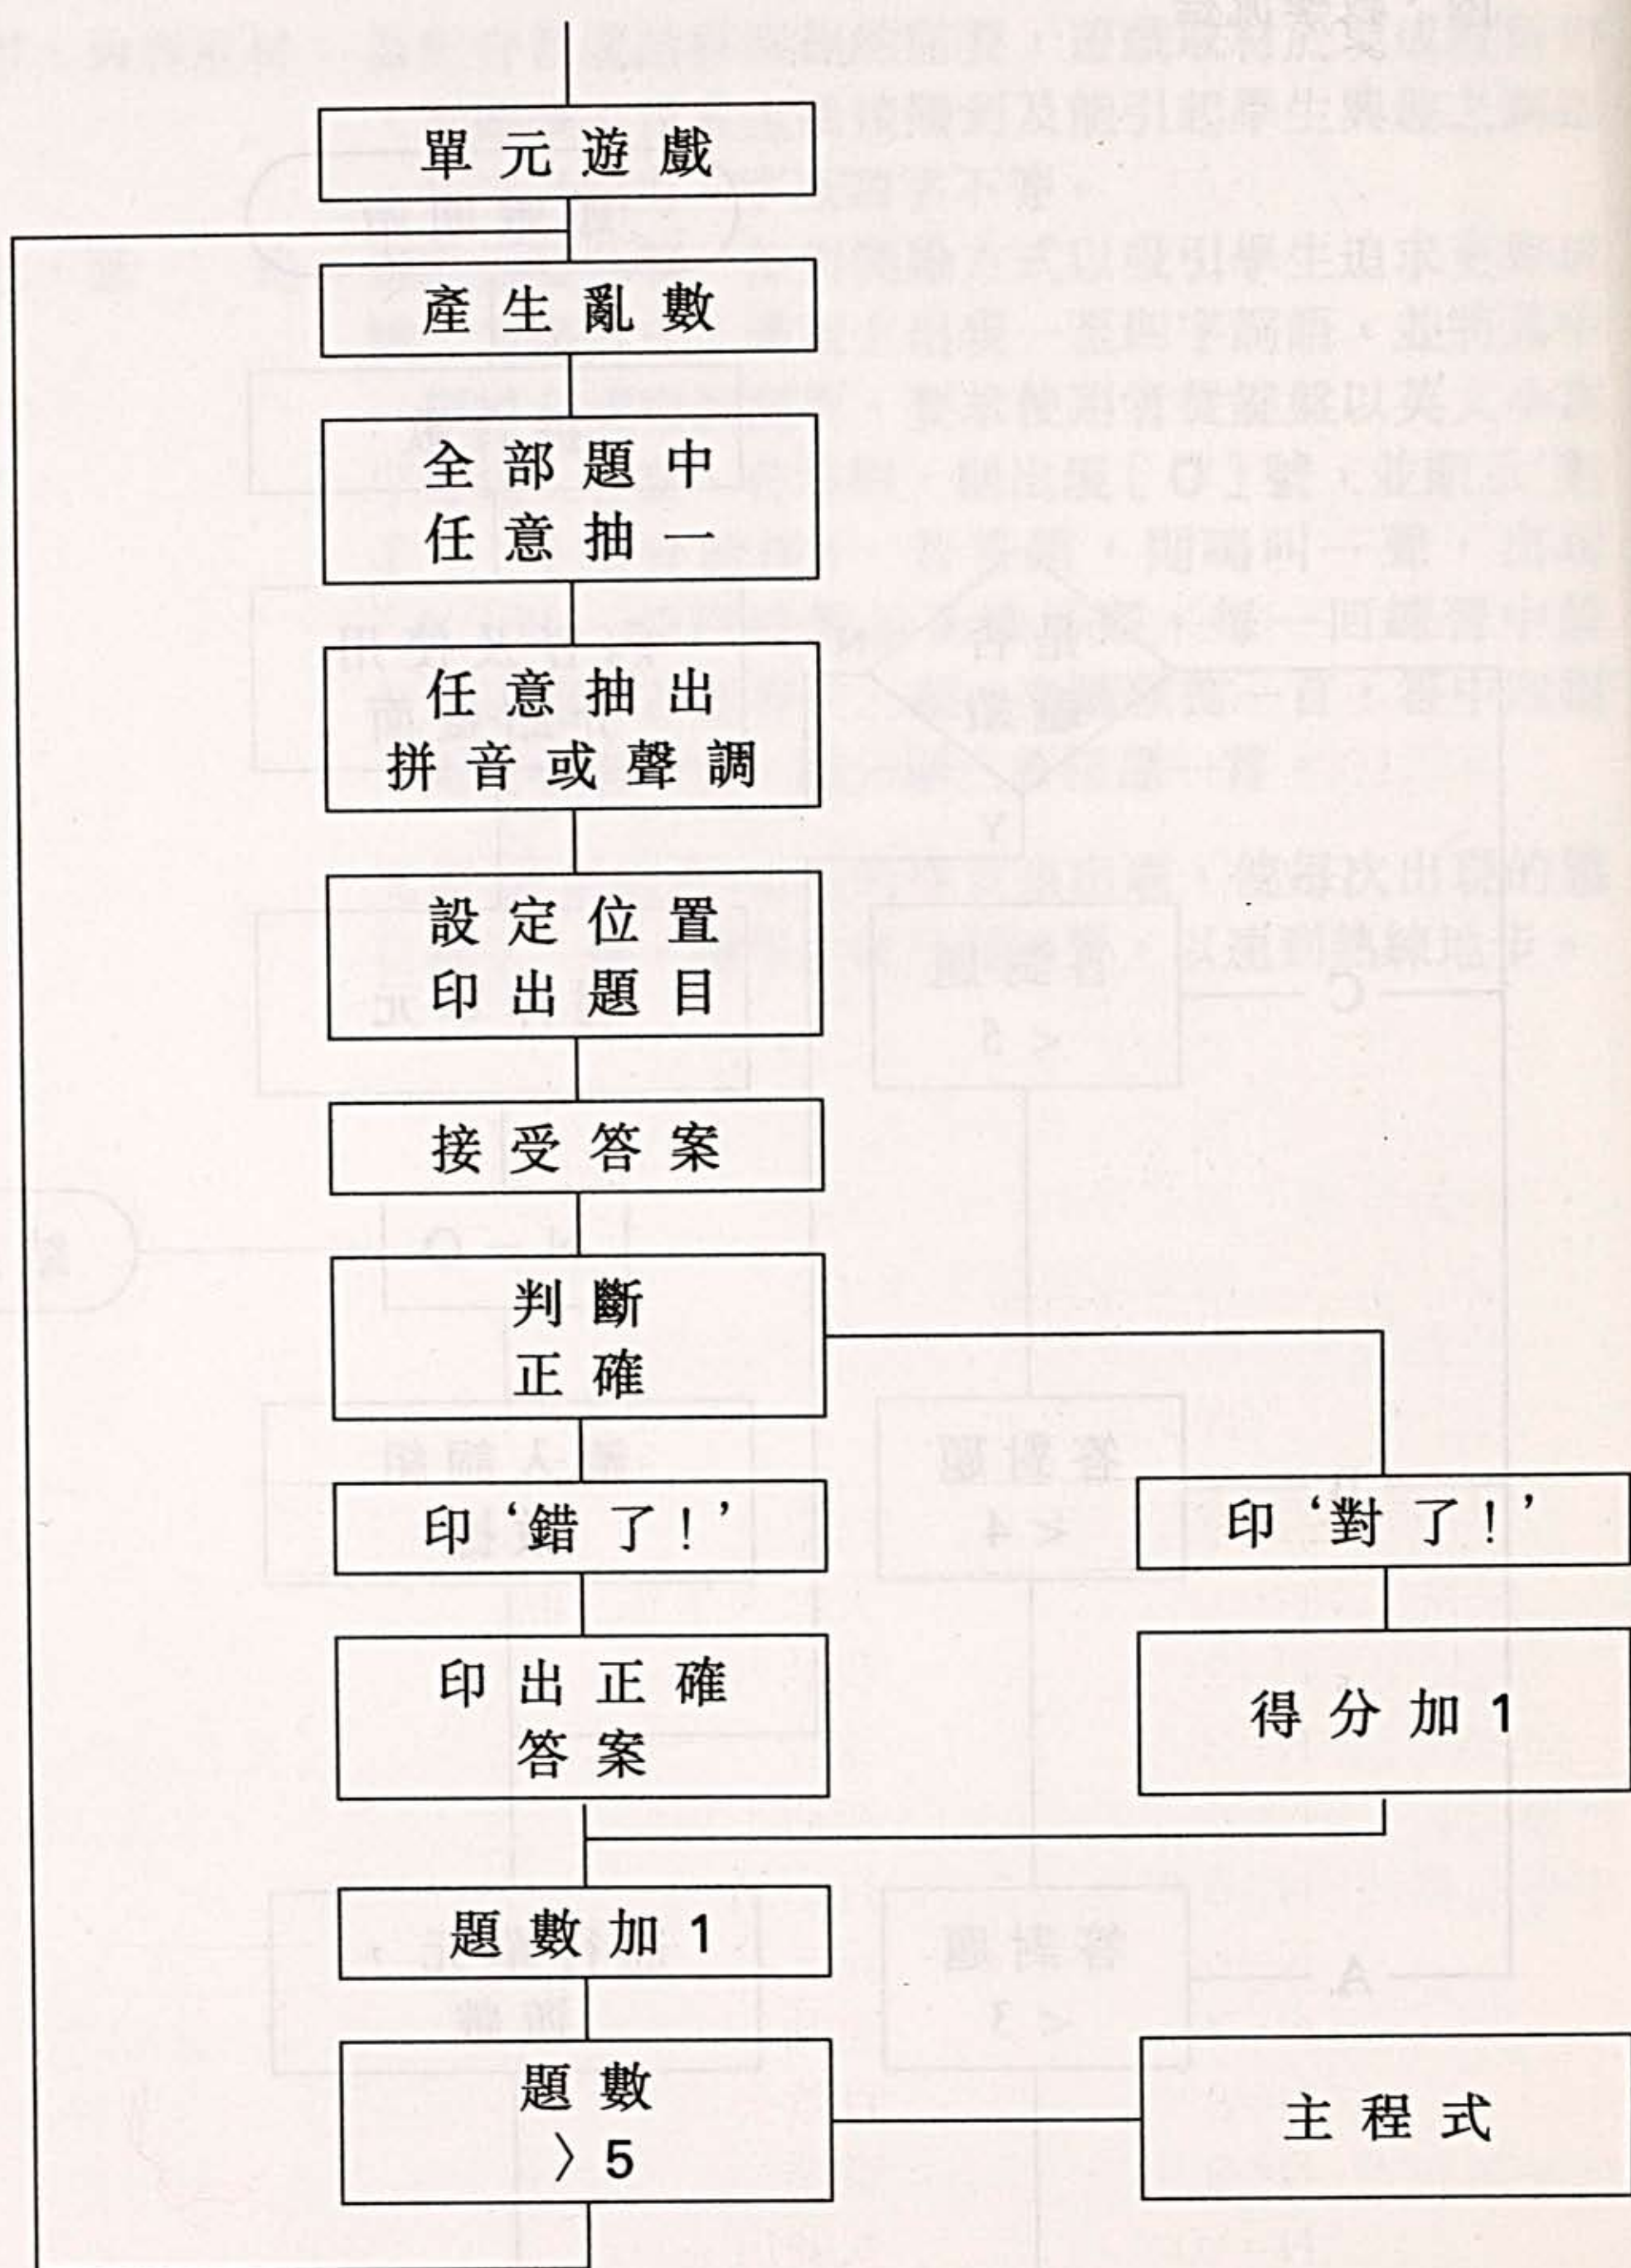 單元遊戲
產生亂數
全部題中
任意抽一
任意抽出
拼音或聲調
設定位置
印出題目
接受答案
判斷
正確
印‘錯了！’
印‘對了！’
印出正確
答案
得分加1
題數加1
題數
〉5
主程式